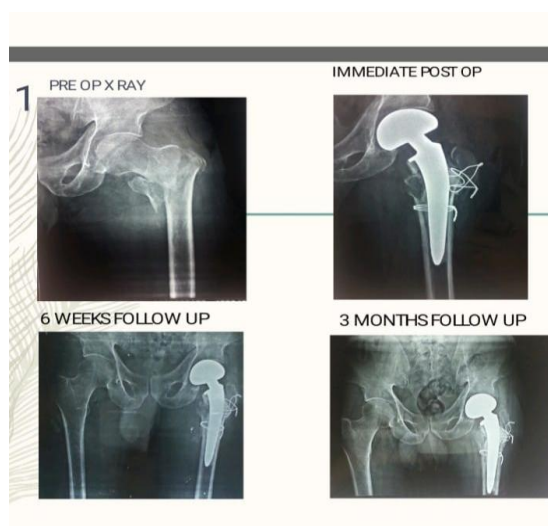 1
PRE OP X RAY
IMMEDIATE POST OP
6 WEEKS FOLLOW UP
3 MONTHS FOLLOW UP